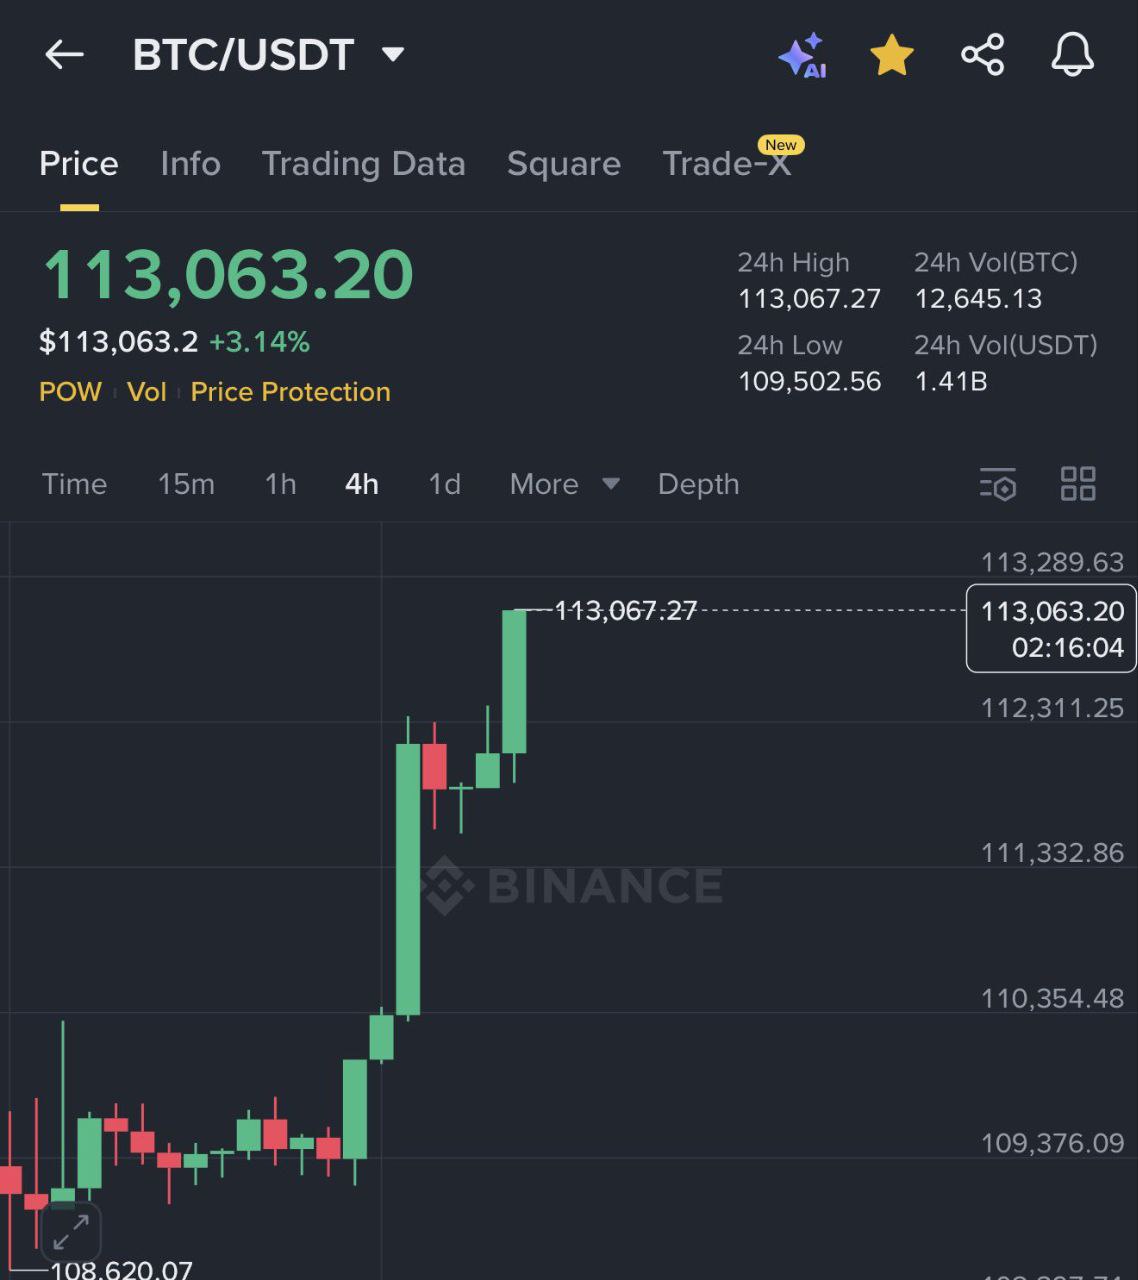 BTC/USDT
AI
New
Price Info Trading Data Square Trade-X
113,063.20
$113,063.2 +3.14%
POW Vol Price Protection
24h High 24h Vol(BTC)
113,067.27 12,645.13
24h Low 24h Vol(USDT)
109,502.56 1.41B
Time 15m 1h 4h 1d More Depth
113,289.63
113,067.27
113,063.20
02:16:04
112,311.25
111,332.86
BINANCE
110,354.48
109,376.09
108,620.07